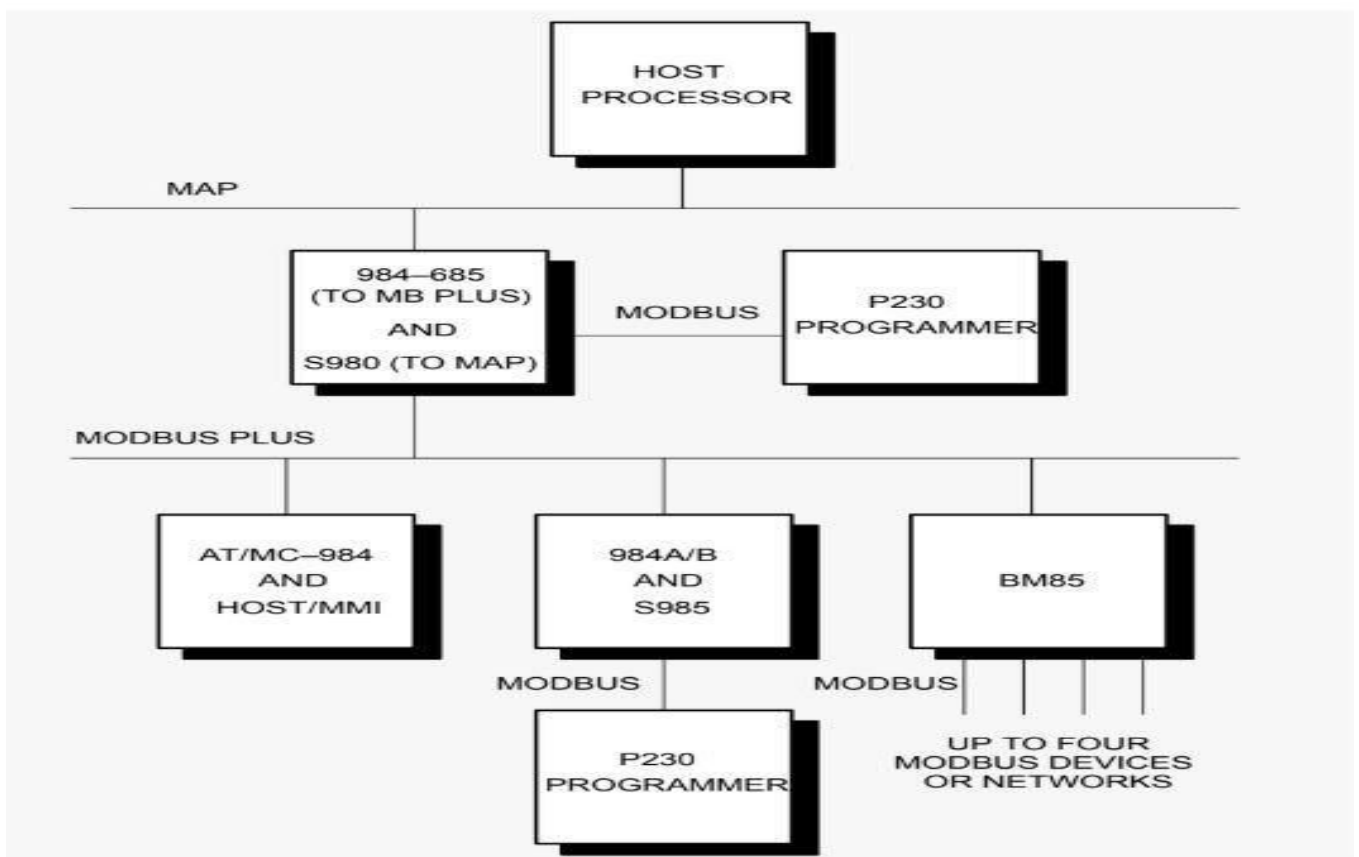 HOST
PROCESSOR
MAP
984–685
(TO MB PLUS)
AND
S980 (TO MAP)
MODBUS
P230
PROGRAMMER
MODBUS PLUS
AT/MC–984
AND
HOST/MMI
984A/B
AND
S985
BM85
MODBUS
MODBUS
P230
PROGRAMMER
UP TO FOUR
MODBUS DEVICES
OR NETWORKS